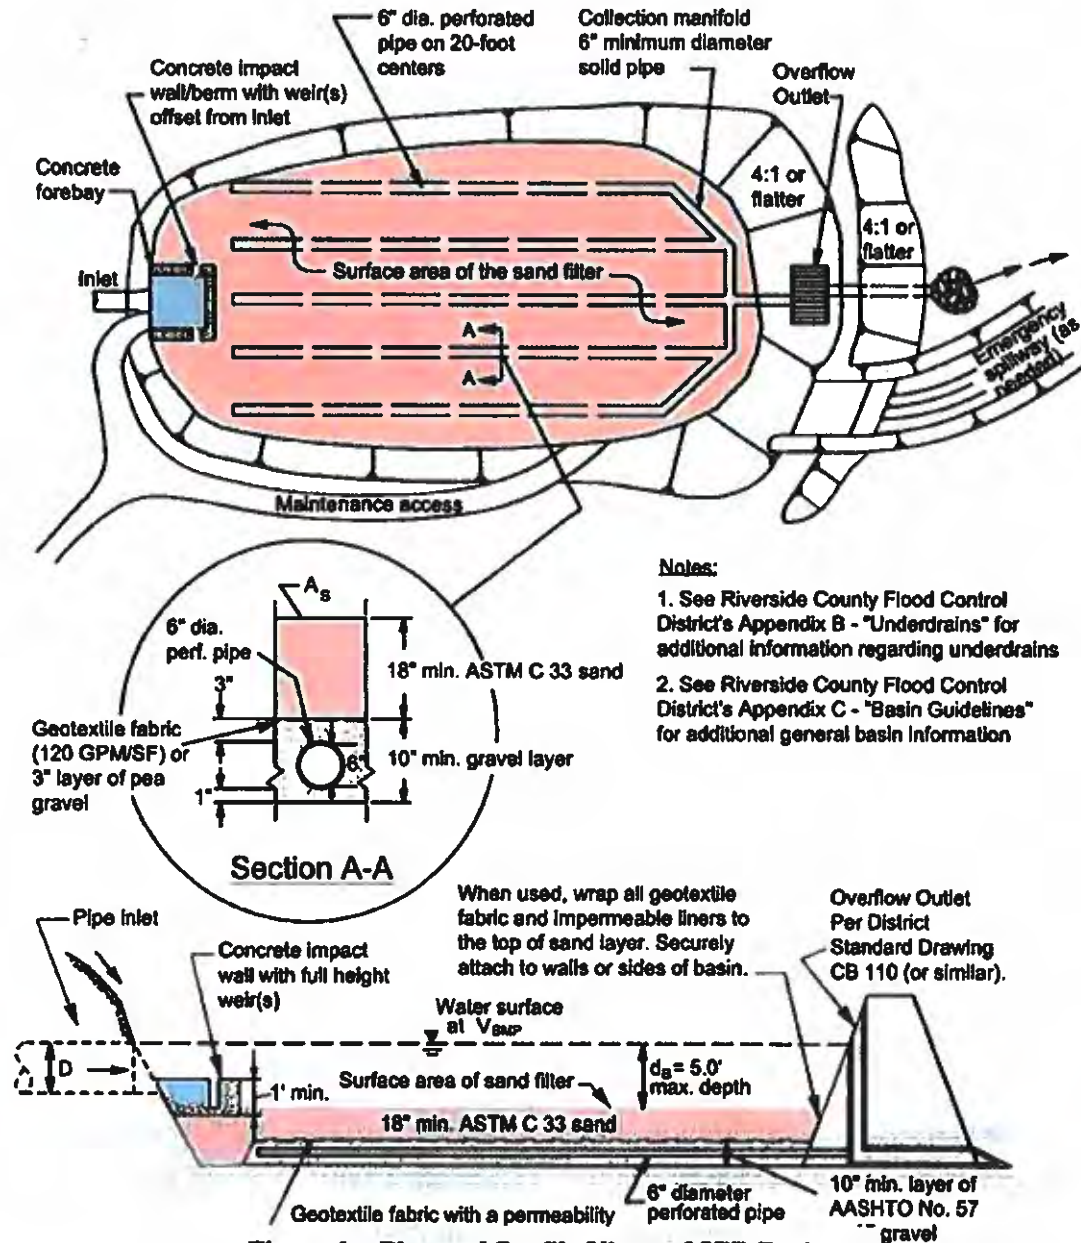 6" dia. perforated
pipe on 20-foot
centers
Collection manifold
6" minimum diameter
solid pipe
Concrete impact
wall/berm with weir(s)
offset from inlet
Overflow
Outlet
Concrete
forebay
4:1 or
flatter
4:1 or
flatter
Inlet
Surface area of the sand filter
A
A
Emergency
spillway (as
needed)
Maintenance access
Notes:
1. See Riverside County Flood Control
District's Appendix B - "Underdrains" for
additional information regarding underdrains
2. See Riverside County Flood Control
District's Appendix C - "Basin Guidelines"
for additional general basin information
As
6" dia.
perf. pipe
18" min. ASTM C 33 sand
3"
Geotextile fabric
(120 GPM/SF) or
3" layer of pea
gravel
6"
10" min. gravel layer
1"
Section A-A
Pipe inlet
Concrete impact
wall with full height
weir(s)
When used, wrap all geotextile
fabric and impermeable liners to
the top of sand layer. Securely
attach to walls or sides of basin.
Overflow Outlet
Per District
Standard Drawing
CB 110 (or similar).
Water surface
at VBMP
D
da= 5.0'
max. depth
1' min.
Surface area of sand filter
18" min. ASTM C 33 sand
Geotextile fabric with a permeability
6" diameter
perforated pipe
10" min. layer of
AASHTO No. 57
gravel